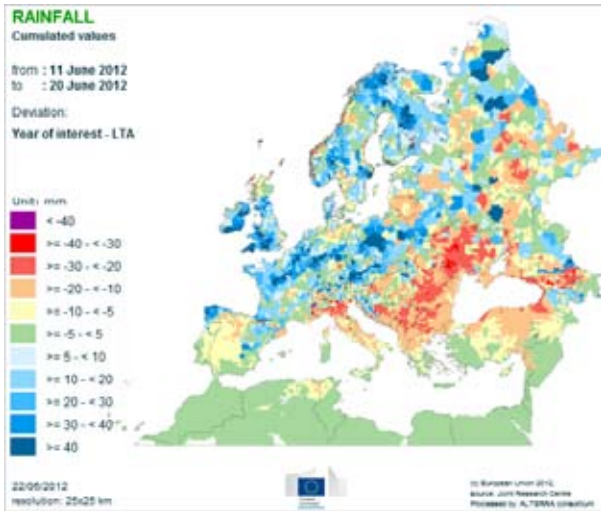 RAINFALL
Cumulated values
from : 11 June 2012
to : 20 June 2012
Deviation:
Year of interest - LTA
Unit: mm
< -40
>= -40 - < -30
>= -30 - < -20
>= -20 - < -10
>= -10 - < -5
>= -5 - < 5
>= 5 - < 10
>= 10 - < 20
>= 20 - < 30
>= 30 - < 40
>= 40
22/06/2012
resolution: 25x25 km
(c) European Union 2012
source: Joint Research Centre
Processed by ALTERRA consortium